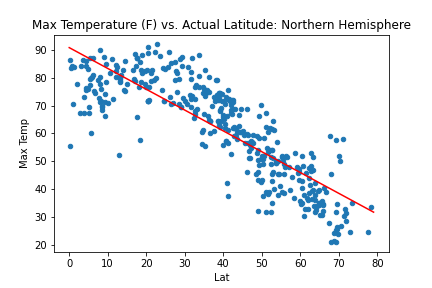 Max Temperature (F) vs. Actual Latitude: Northern Hemisphere
90
80
70
60
50
40
30
20
Max Temp
0 10 20 30 40 50 60 70 80
Lat